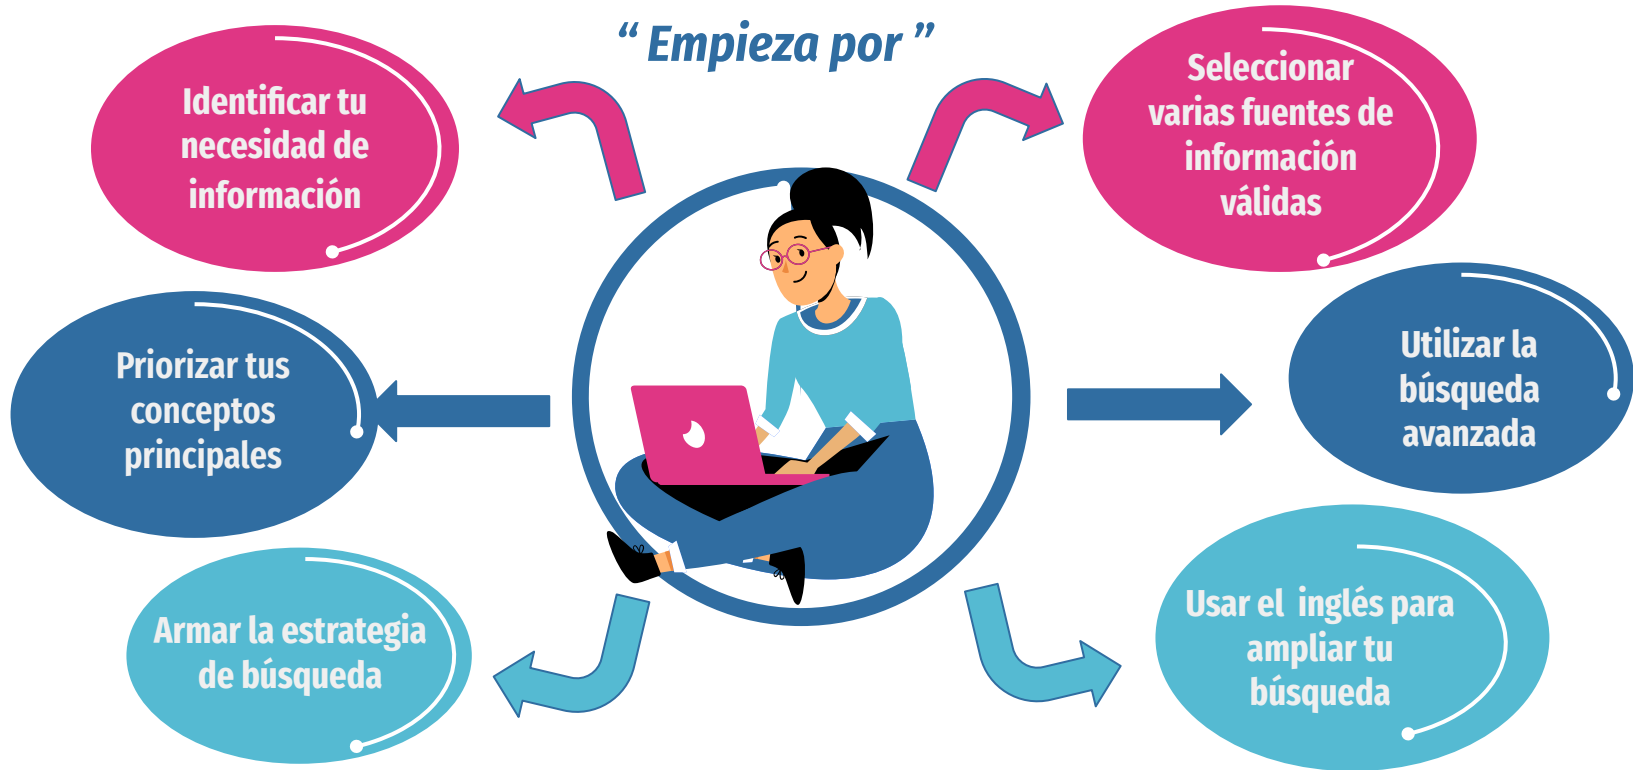 “ Empieza por ”
Identificar tu
necesidad de
información
Priorizar tus
conceptos
principales
Armar la estrategia
de búsqueda
Seleccionar
varias fuentes de
información
válidas
Utilizar la
búsqueda
avanzada
Usar el  inglés para
ampliar tu
búsqueda